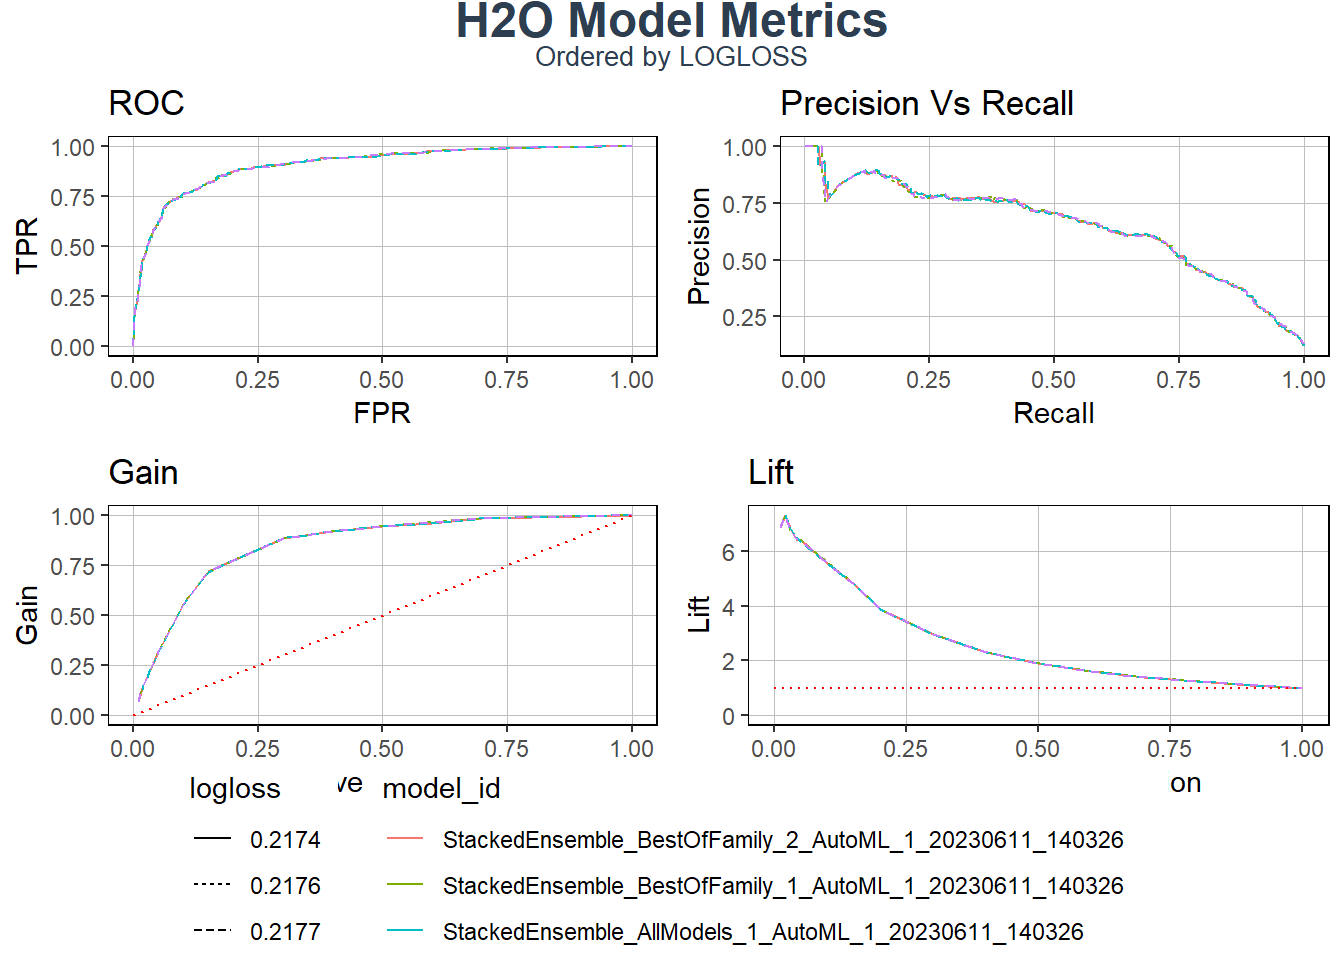 H2O Model Metrics
Ordered by LOGLOSS
ROC
1.00
0.75
0.50
0.25
0.00
TPR
0.00 0.25 0.50 0.75 1.00
FPR
Precision Vs Recall
1.00
0.75
0.50
0.25
Precision
0.00 0.25 0.50 0.75 1.00
Recall
Gain
1.00
0.75
0.50
0.25
0.00
Gain
0.00 0.25 0.50 0.75 1.00
ve
Lift
6
4
2
0
Lift
0.00 0.25 0.50 0.75 1.00
on
logloss
0.2174
0.2176
0.2177
model_id
StackedEnsemble_BestOfFamily_2_AutoML_1_20230611_140326
StackedEnsemble_BestOfFamily_1_AutoML_1_20230611_140326
StackedEnsemble_AllModels_1_AutoML_1_20230611_140326